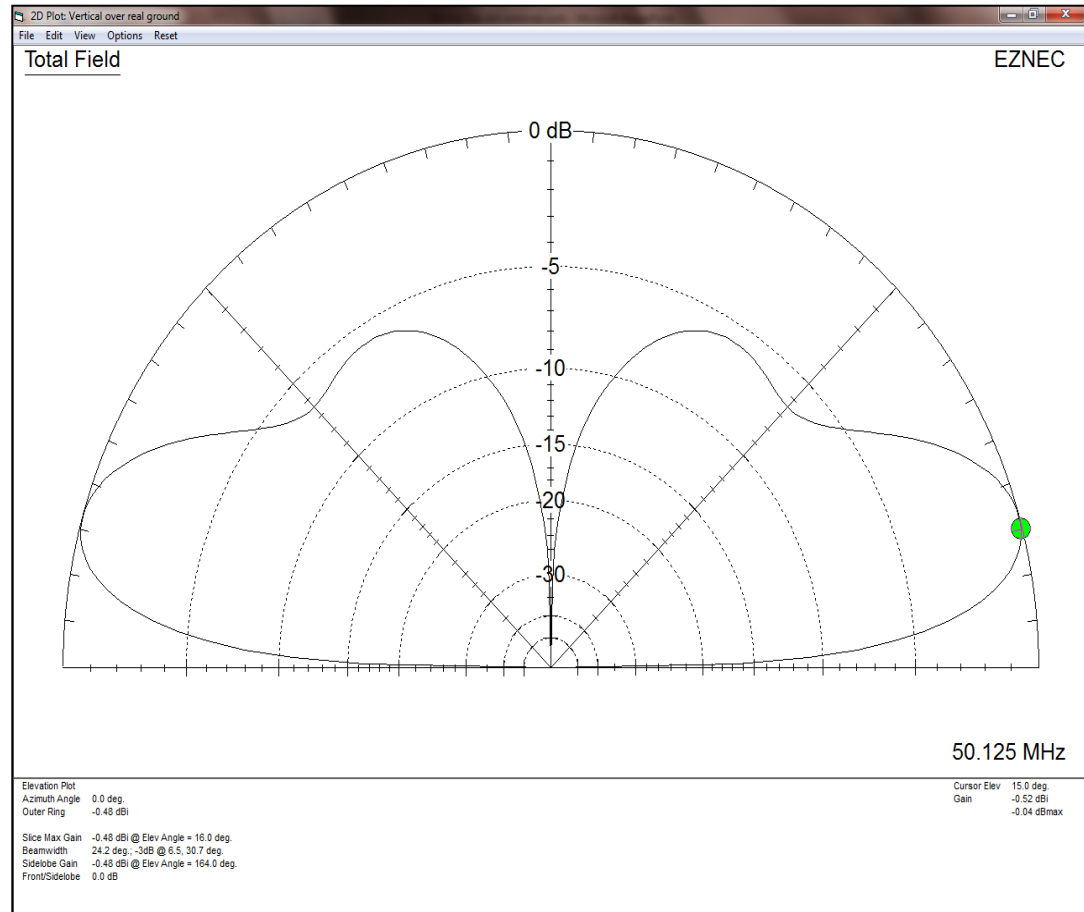 2D Plot: Vertical over real ground
File Edit View Options Reset
Total Field
EZNEC
0 dB
-5
-10
-15
-20
-30
50.125 MHz
Elevation Plot
Azimuth Angle 0.0 deg.
Outer Ring -0.48 dBi
Slice Max Gain -0.48 dBi @ Elev Angle = 16.0 deg.
Beamwidth 24.2 deg.; -3dB @ 6.5, 30.7 deg.
Sidelobe Gain -0.48 dBi @ Elev Angle = 164.0 deg.
Front/Sidelobe 0.0 dB
Cursor Elev 15.0 deg.
Gain -0.52 dBi
-0.04 dBmax